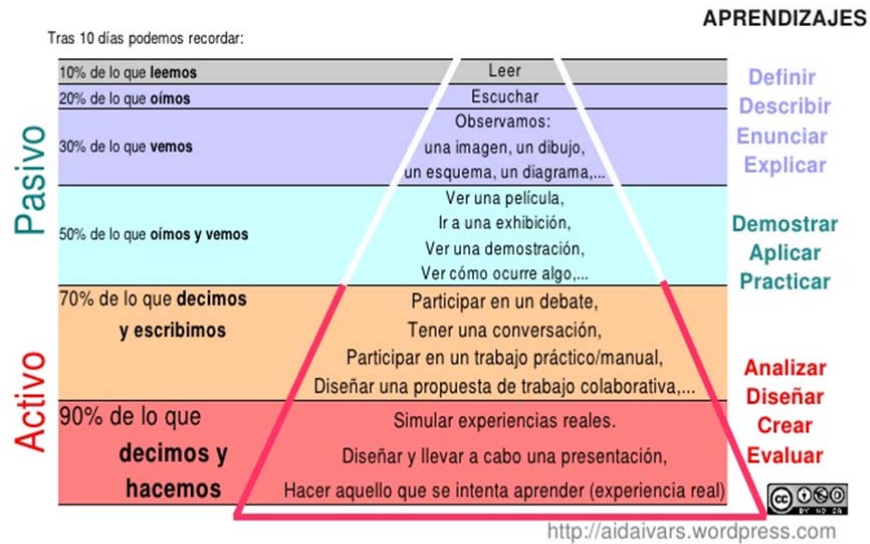 APRENDIZAJES
Tras 10 días podemos recordar:
Pasivo
Activo
10% de lo que leemos
Leer
20% de lo que oímos
Escuchar
30% de lo que vemos
Observamos:
una imagen, un dibujo,
un esquema, un diagrama,...
Definir
Describir
Enunciar
Explicar
50% de lo que oímos y vemos
Ver una película,
Ir a una exhibición,
Ver una demostración,
Ver cómo ocurre algo,...
Demostrar
Aplicar
Practicar
70% de lo que decimos
y escribimos
Participar en un debate,
Tener una conversación,
Participar en un trabajo práctico/manual,
Diseñar una propuesta de trabajo colaborativa,...
90% de lo que
decimos y
hacemos
Simular experiencias reales.
Diseñar y llevar a cabo una presentación,
Hacer aquello que se intenta aprender (experiencia real)
Analizar
Diseñar
Crear
Evaluar
cc
BY NC SA
http://aidaivars.wordpress.com